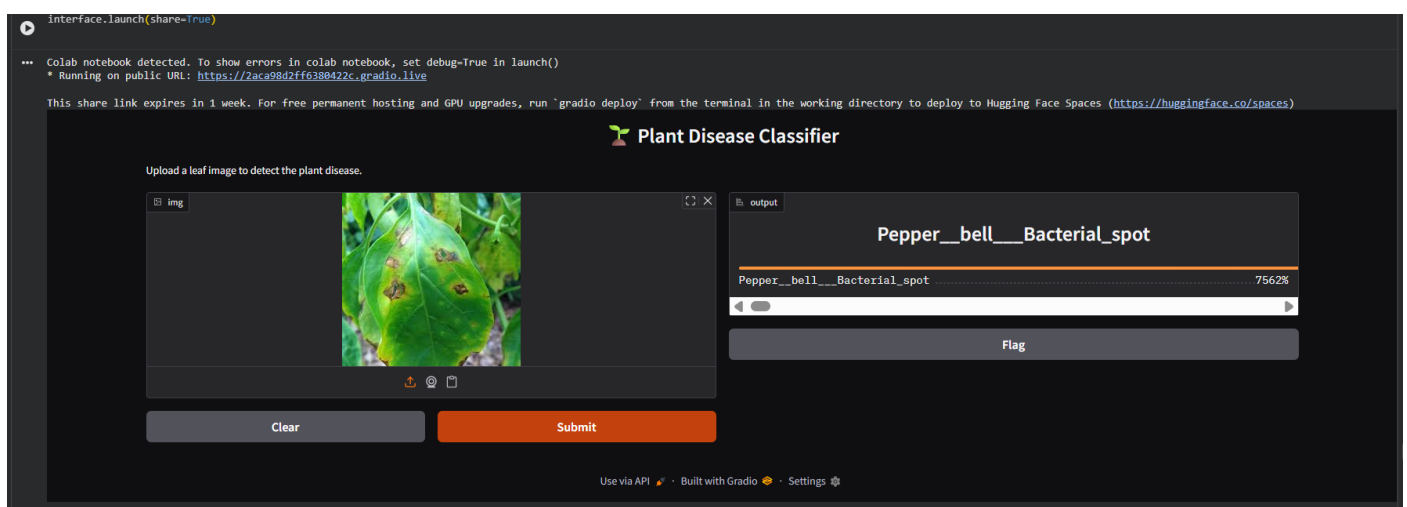 interface.launch(share=True)
Colab notebook detected. To show errors in colab notebook, set debug=True in launch()
* Running on public URL: https://2aca98d2ff6380422c.gradio.live
This share link expires in 1 week. For free permanent hosting and GPU upgrades, run `gradio deploy` from the terminal in the working directory to deploy to Hugging Face Spaces (https://huggingface.co/spaces)
🌱 Plant Disease Classifier
Upload a leaf image to detect the plant disease.
img
output
Pepper__bell___Bacterial_spot
Pepper__bell___Bacterial_spot 7562%
Flag
Clear
Submit
Use via API 🚀 · Built with Gradio · Settings